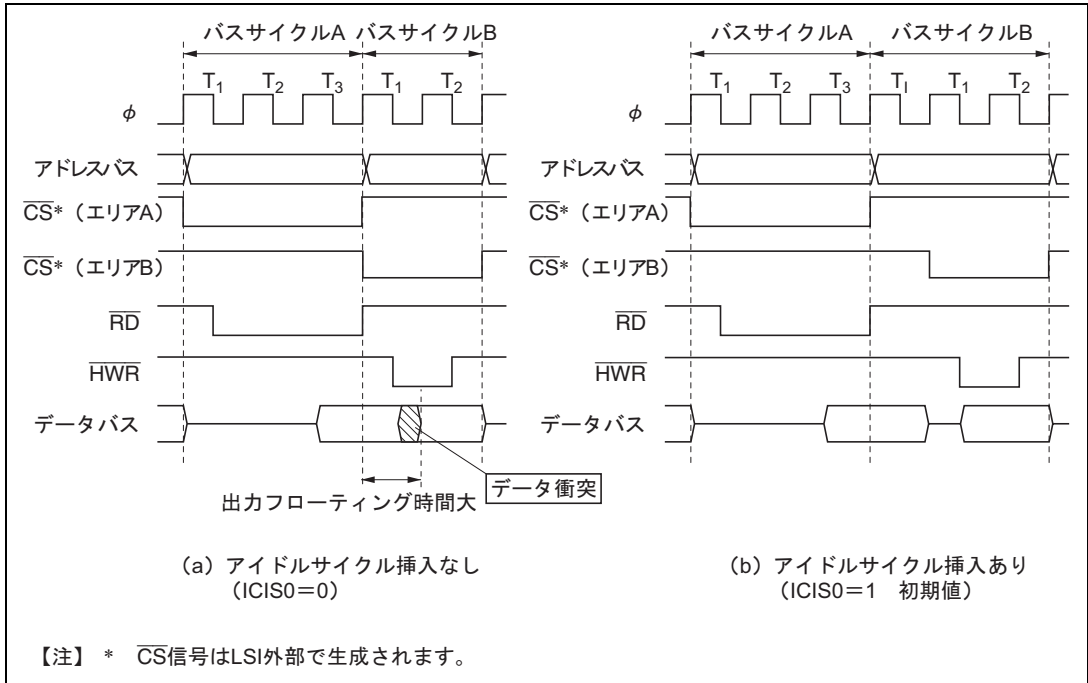 バスサイクルA バスサイクルB
T1 T2 T3 T1 T2
φ
アドレスバス
CS*（エリアA）
CS*（エリアB）
RD
HWR
データバス
データ衝突
出力フローティング時間大
（a）アイドルサイクル挿入なし
（ICIS0＝0）
バスサイクルA バスサイクルB
T1 T2 T3 TI T1 T2
φ
アドレスバス
CS*（エリアA）
CS*（エリアB）
RD
HWR
データバス
（b）アイドルサイクル挿入あり
（ICIS0＝1　初期値）
【注】 * CS信号はLSI外部で生成されます。